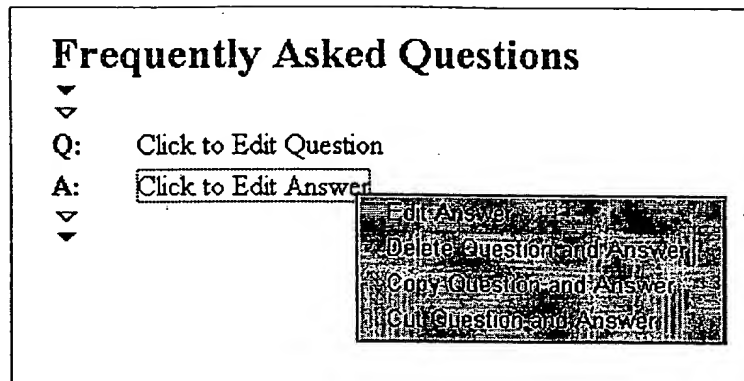 Frequently Asked Questions
Q: Click to Edit Question
A: Click to Edit Answer
Edit Answer
Delete Question and Answer
Copy Question and Answer
Cut Question and Answer